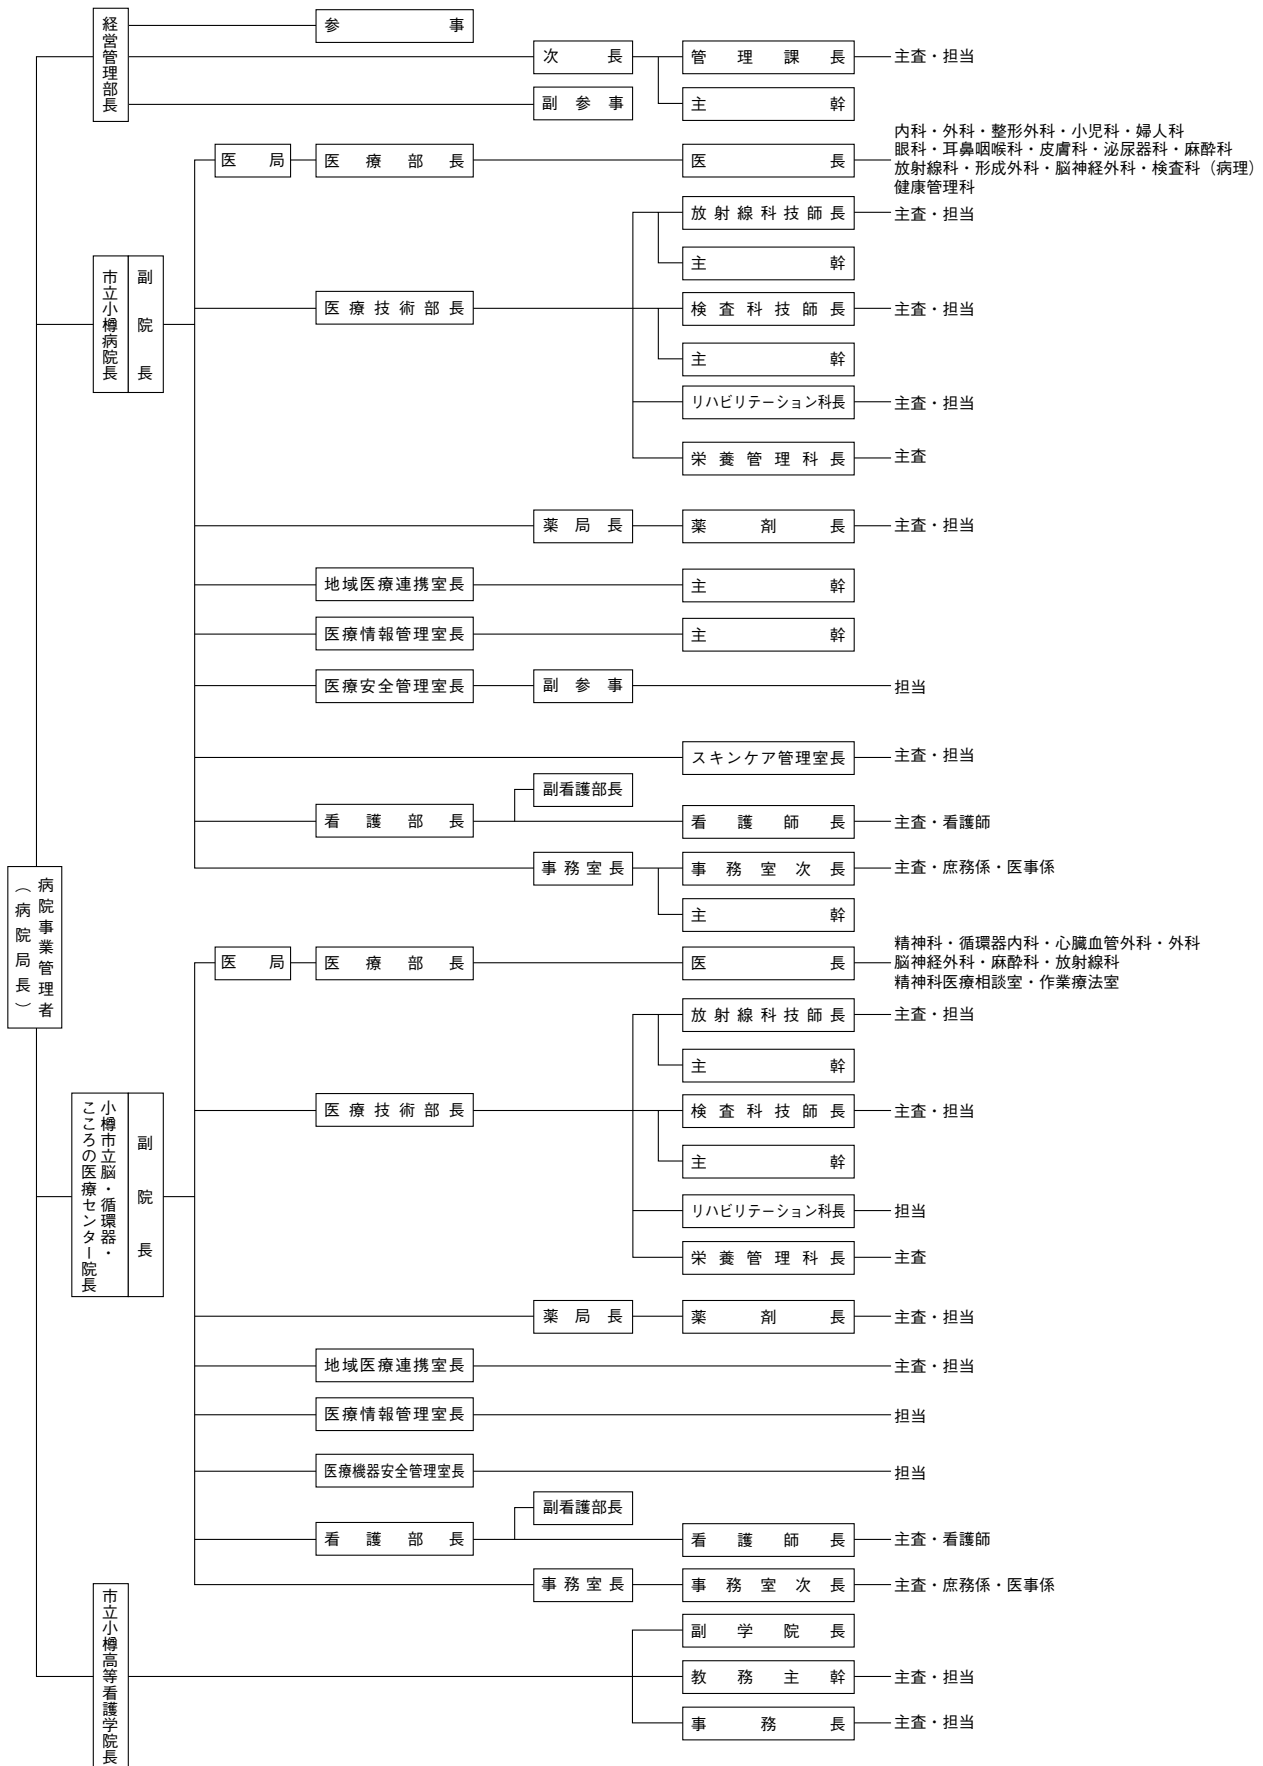 経営管理部長
参事
次長
管理課長
主査・担当
副参事
主幹
医局
医療部長
医長
内科・外科・整形外科・小児科・婦人科
眼科・耳鼻咽喉科・皮膚科・泌尿器科・麻酔科
放射線科・形成外科・脳神経外科・検査科（病理）
健康管理科
放射線科技師長
主査・担当
主幹
市立小樽病院長
副院長
医療技術部長
検査科技師長
主査・担当
主幹
リハビリテーション科長
主査・担当
栄養管理科長
主査
薬局長
薬剤長
主査・担当
地域医療連携室長
主幹
医療情報管理室長
主幹
医療安全管理室長
副参事
担当
スキンケア管理室長
主査・担当
副看護部長
看護部長
看護師長
主査・看護師
事務室長
事務室次長
主査・庶務係・医事係
主幹
病院事業管理者
（病院局長）
医局
医療部長
医長
精神科・循環器内科・心臓血管外科・外科
脳神経外科・麻酔科・放射線科
精神科医療相談室・作業療法室
放射線科技師長
主査・担当
主幹
医療技術部長
検査科技師長
主査・担当
主幹
小樽市立脳・循環器・
こころの医療センター院長
副院長
リハビリテーション科長
担当
栄養管理科長
主査
薬局長
薬剤長
主査・担当
地域医療連携室長
主査・担当
医療情報管理室長
担当
医療機器安全管理室長
担当
副看護部長
看護部長
看護師長
主査・看護師
事務室長
事務室次長
主査・庶務係・医事係
市立小樽高等看護学院長
副学院長
教務主幹
主査・担当
事務長
主査・担当